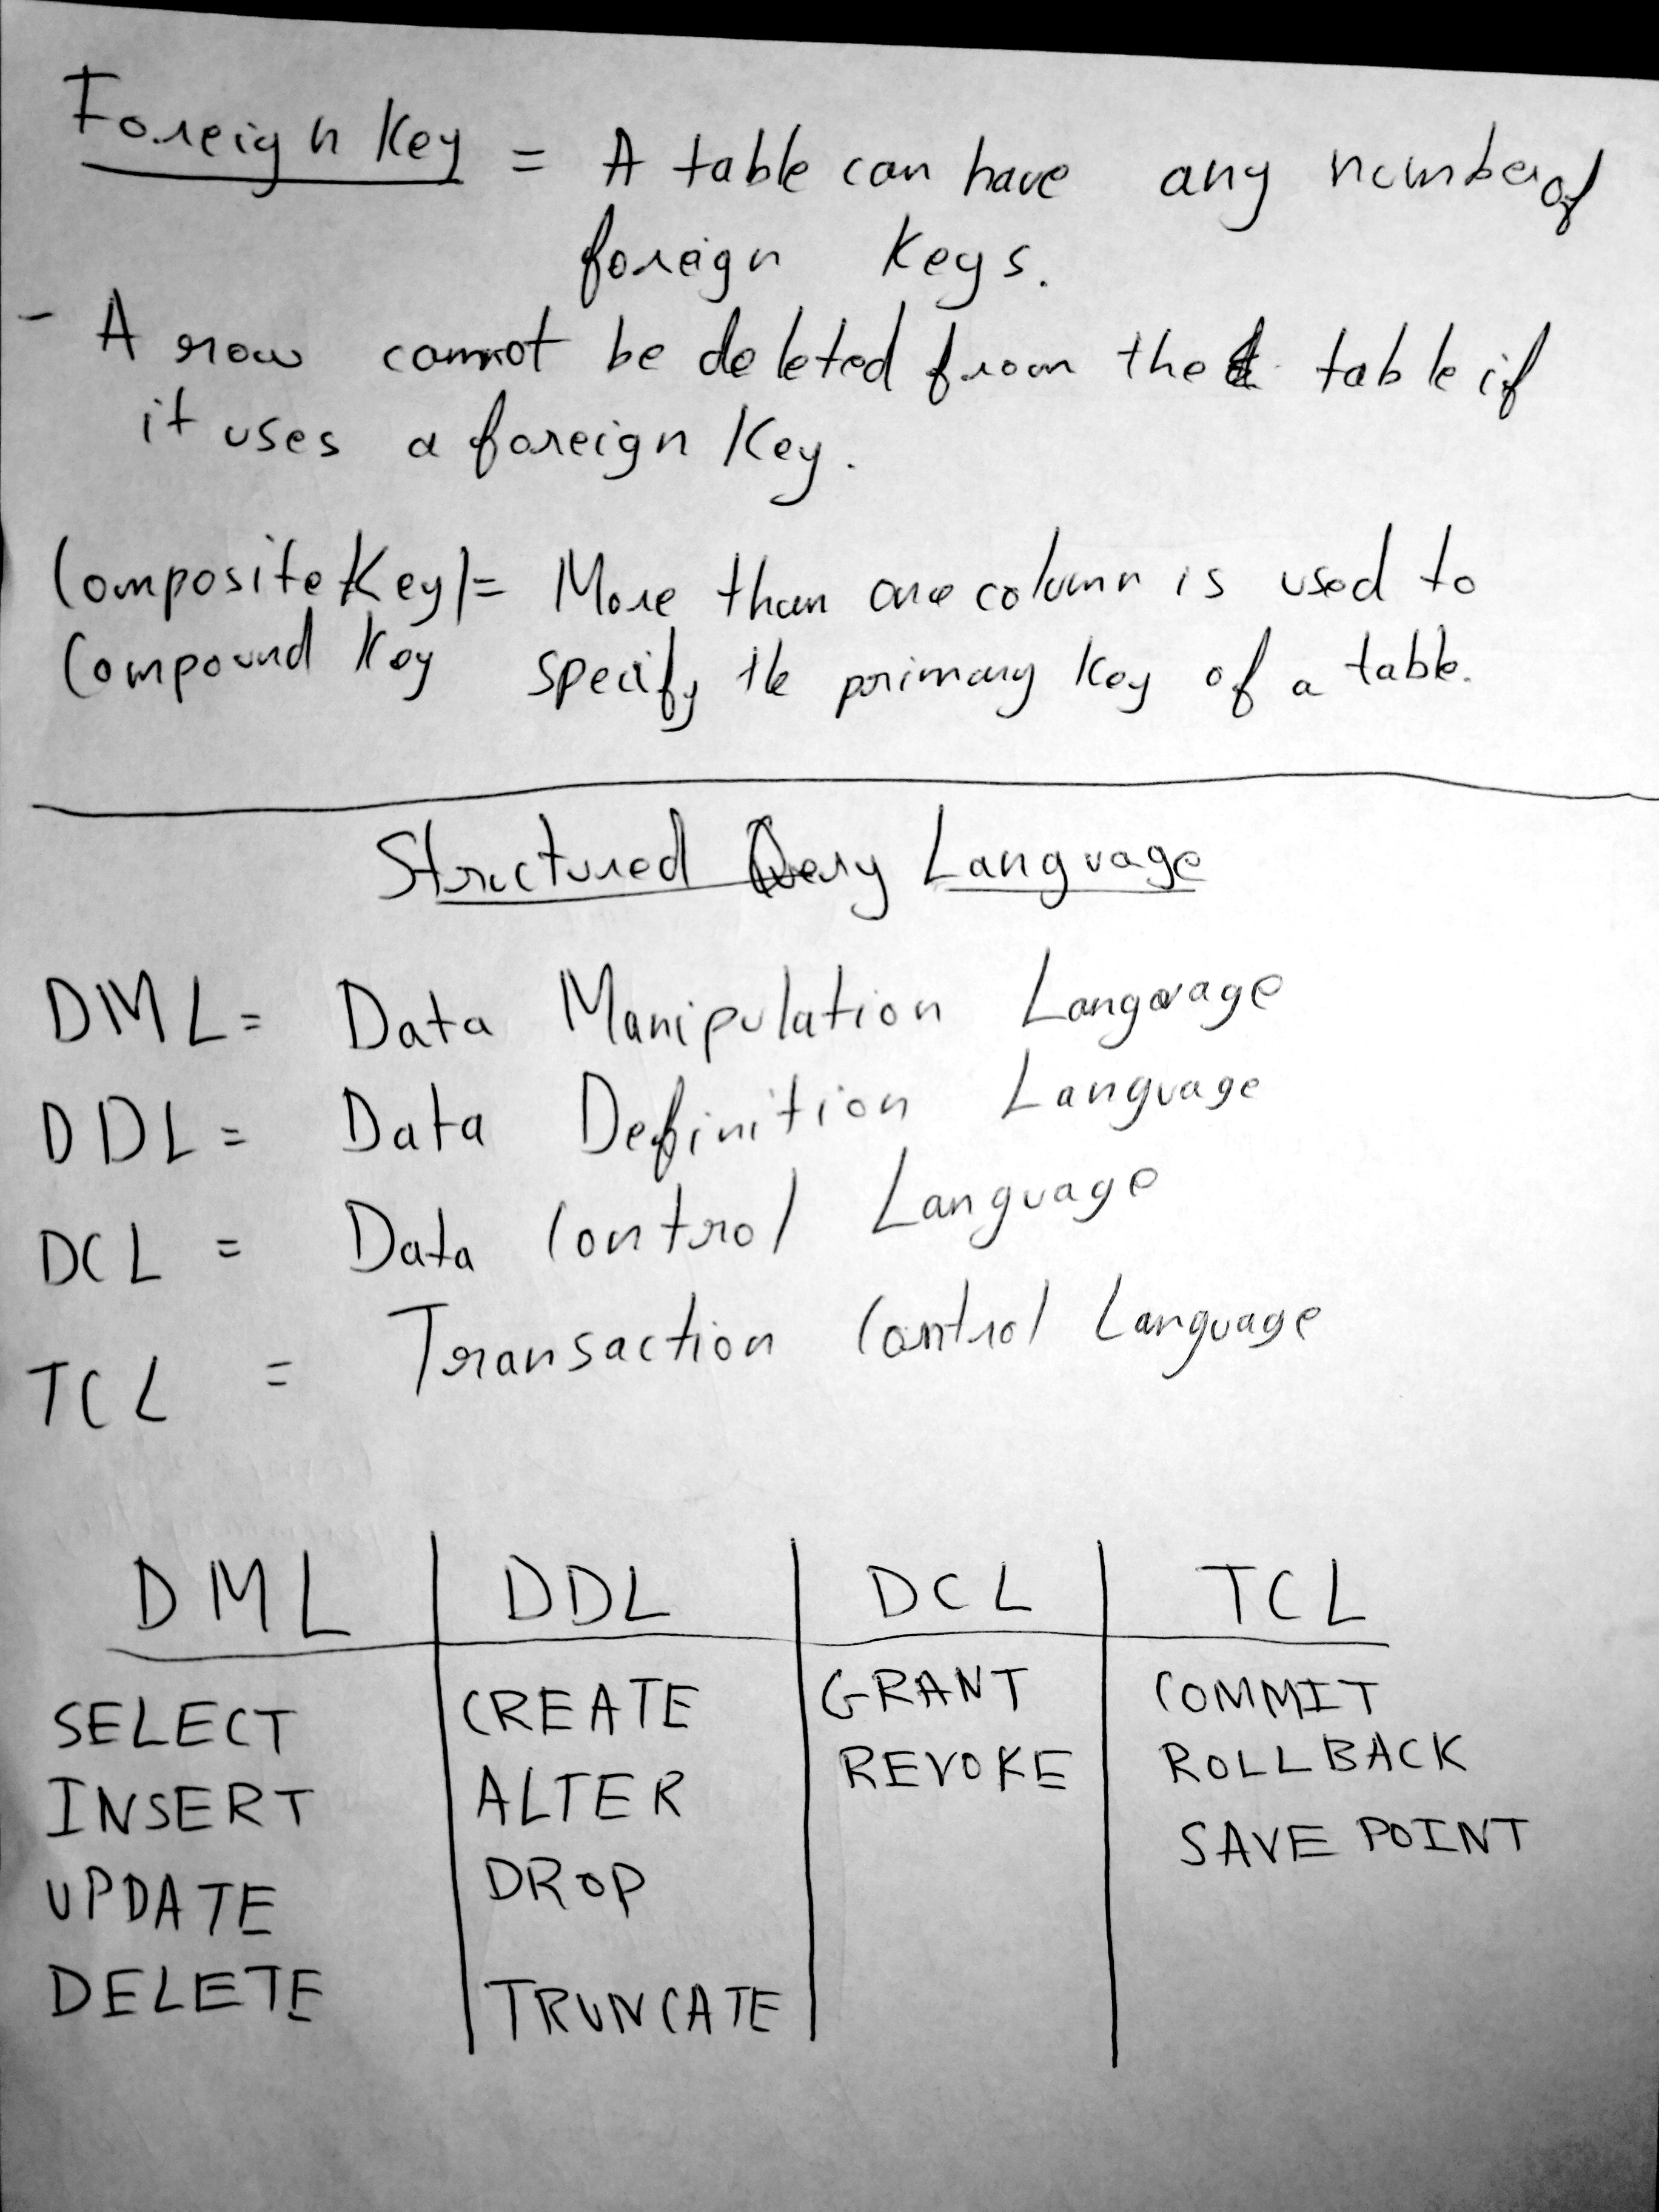 Foreign Key = A table can have any number of
foreign keys.
- A row cannot be deleted from the table if
it uses a foreign key.
Composite Key/= More than one column is used to
Compound Key specify the primary key of a table.
Structured Query Language
DML = Data Manipulation Language
DDL = Data Definition Language
DCL = Data Control Language
TCL = Transaction Control Language
DML DDL DCL TCL
SELECT CREATE GRANT COMMIT
INSERT ALTER REVOKE ROLLBACK
UPDATE DROP SAVE POINT
DELETE TRUNCATE